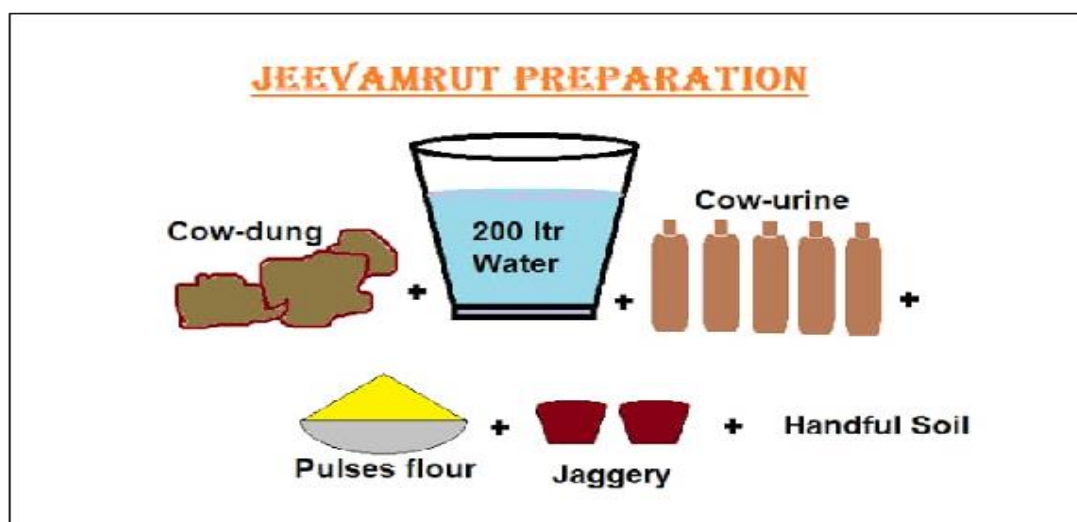 JEEVAMRUT PREPARATION
Cow-dung
+
200 ltr
Water
+
Cow-urine
+
Pulses flour
+
Jaggery
+
Handful Soil